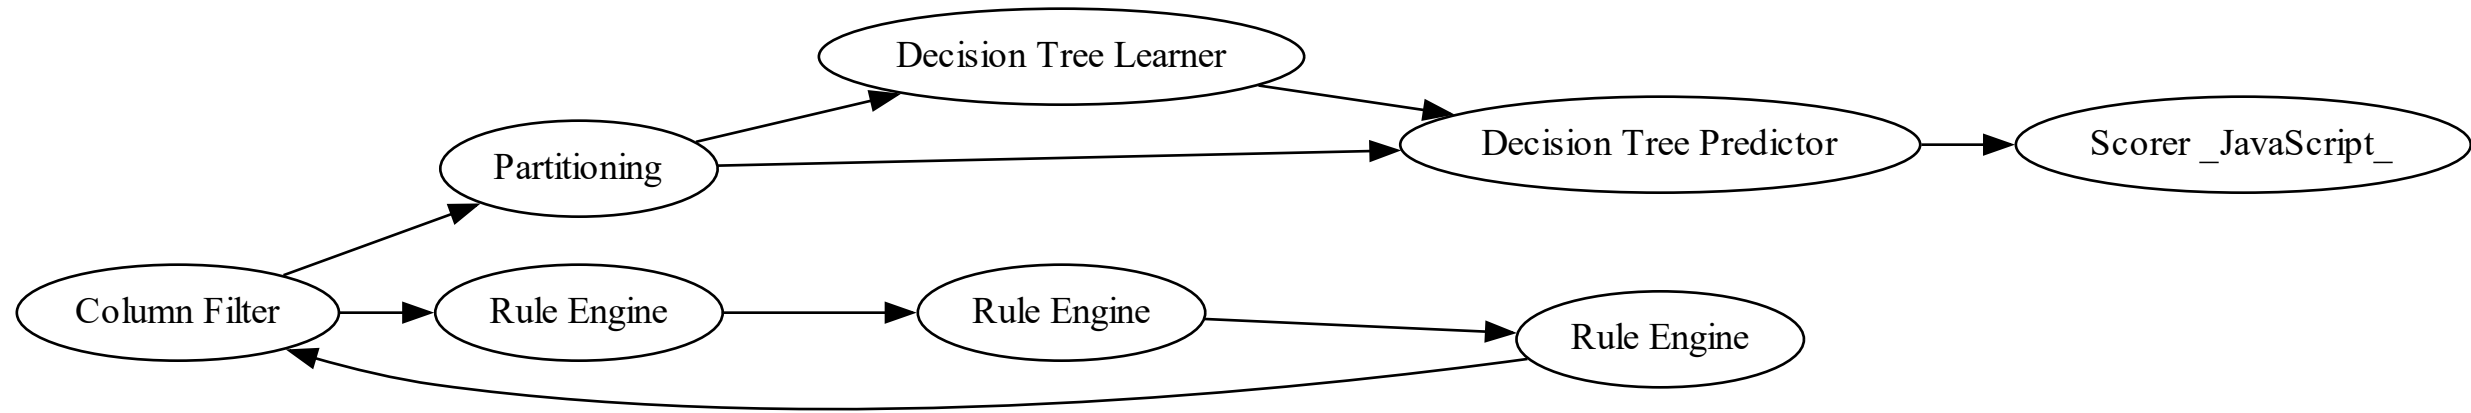 Decision Tree Learner
Partitioning
Decision Tree Predictor
Scorer _JavaScript_
Column Filter
Rule Engine
Rule Engine
Rule Engine